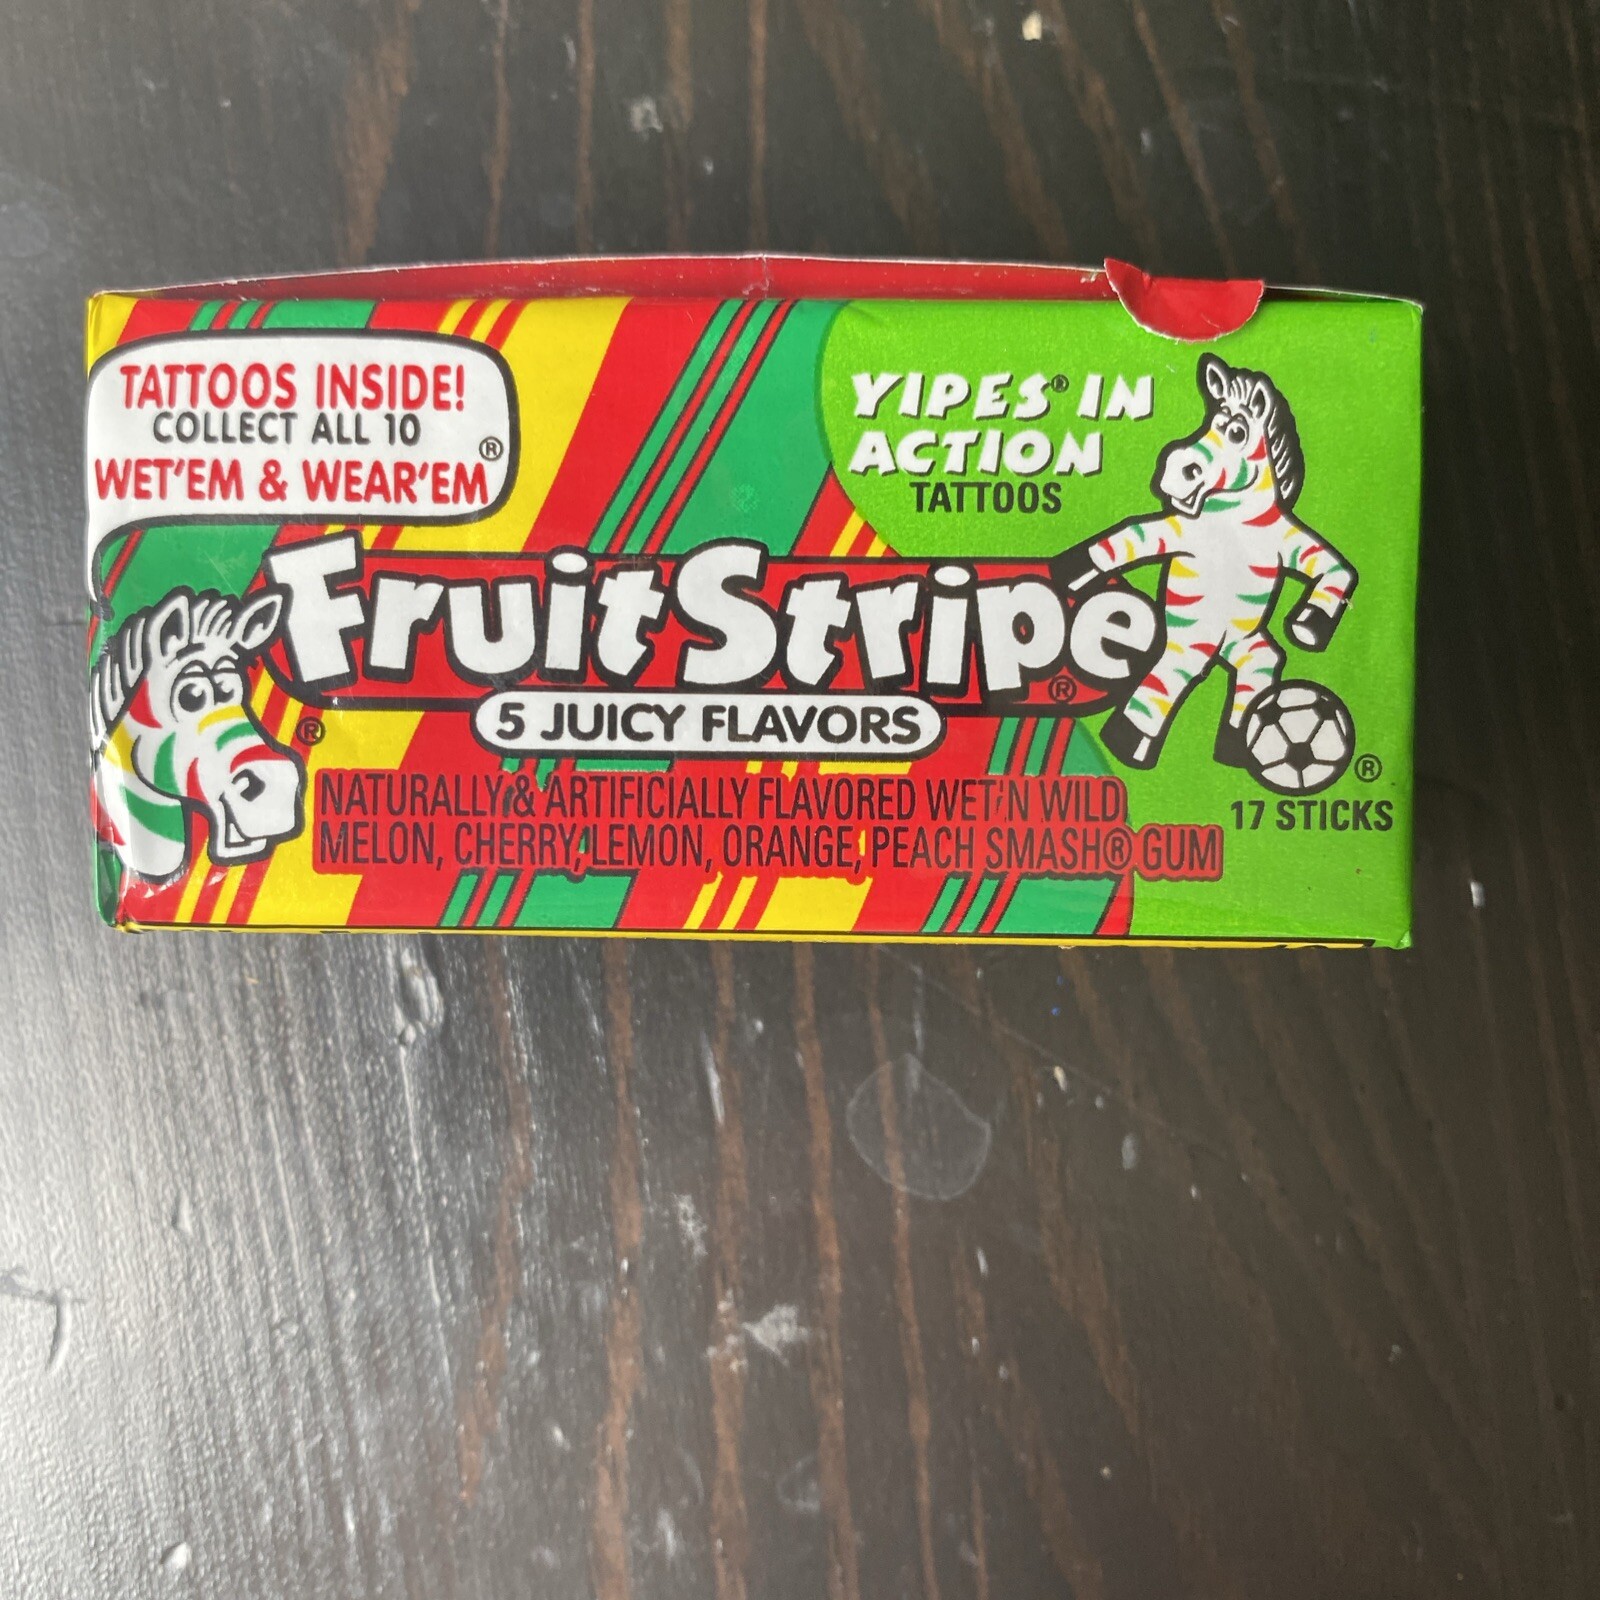 TATTOOS INSIDE!
COLLECT ALL 10
WET'EM & WEAR'EM®
YIPES® IN
ACTION
TATTOOS
FruitStripe®
5 JUICY FLAVORS
®
NATURALLY & ARTIFICIALLY FLAVORED WET'N WILD
MELON, CHERRY, LEMON, ORANGE, PEACH SMASH® GUM
®
17 STICKS